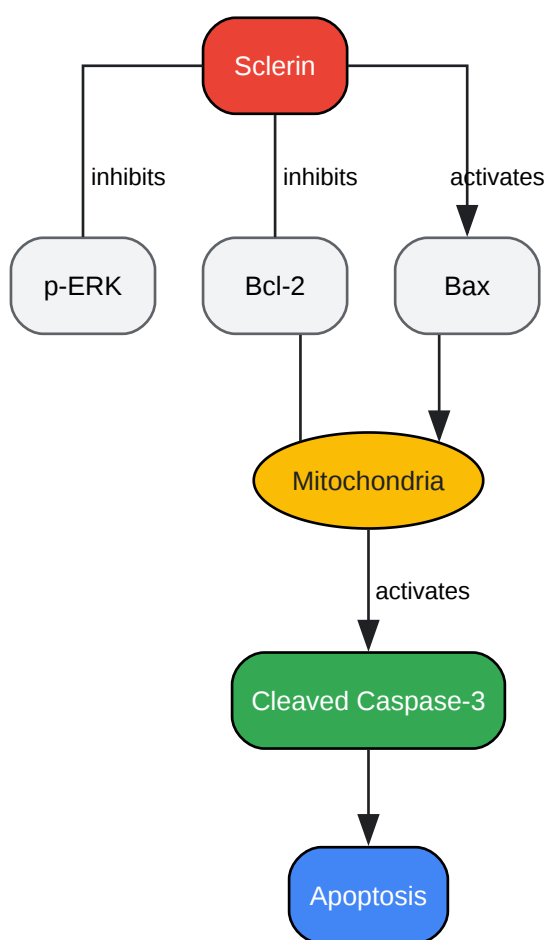 Sclerin
inhibits
inhibits
activates
p-ERK
Bcl-2
Bax
Mitochondria
activates
Cleaved Caspase-3
Apoptosis